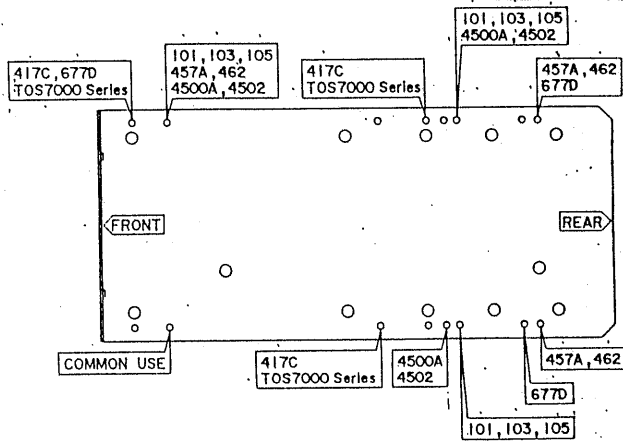 101,103,105
4500A,4502
101,103,105
457A,462
4500A,4502
417C,677D
TOS7000 Series
417C
TOS7000 Series
457A,462
677D
FRONT
REAR
COMMON USE
417C
TOS7000 Series
4500A
4502
457A,462
677D
101,103,105